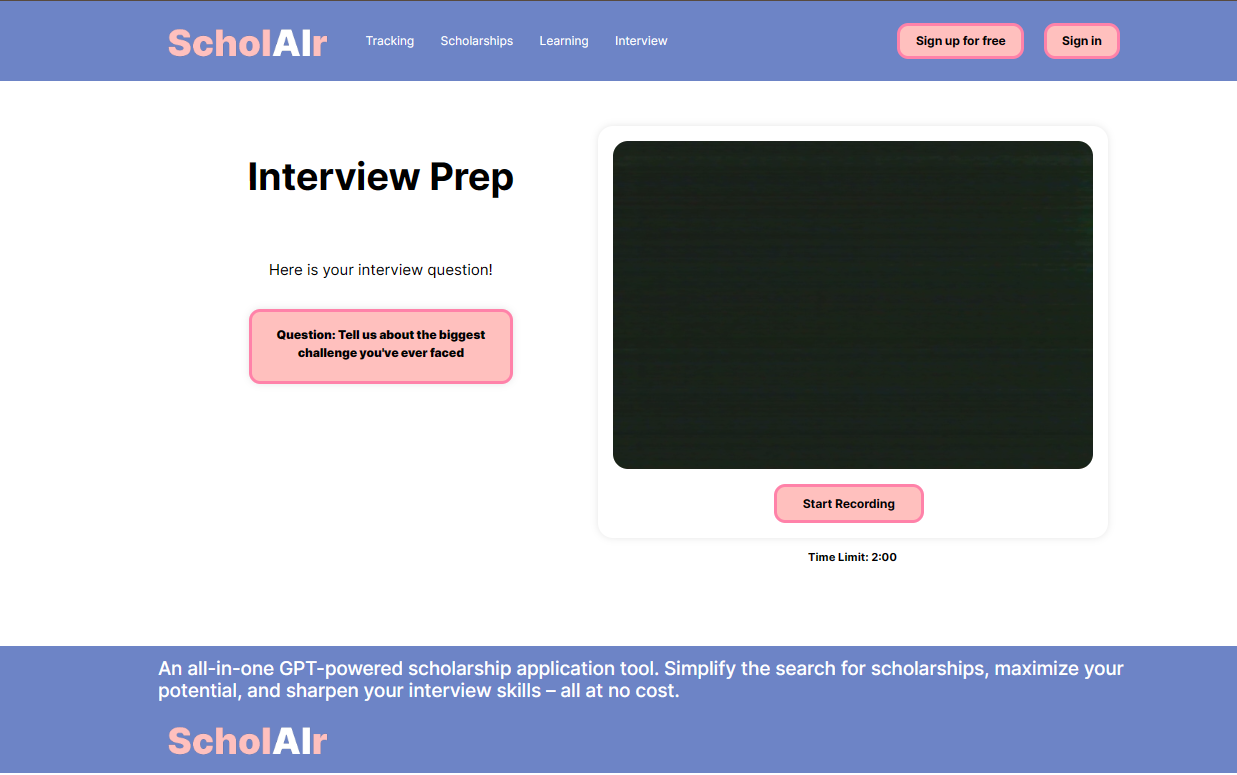 ScholAIr
Tracking
Scholarships
Learning
Interview
Sign up for free
Sign in
Interview Prep
Here is your interview question!
Question: Tell us about the biggest
challenge you've ever faced
Start Recording
Time Limit: 2:00
An all-in-one GPT-powered scholarship application tool. Simplify the search for scholarships, maximize your
potential, and sharpen your interview skills – all at no cost.
ScholAIr